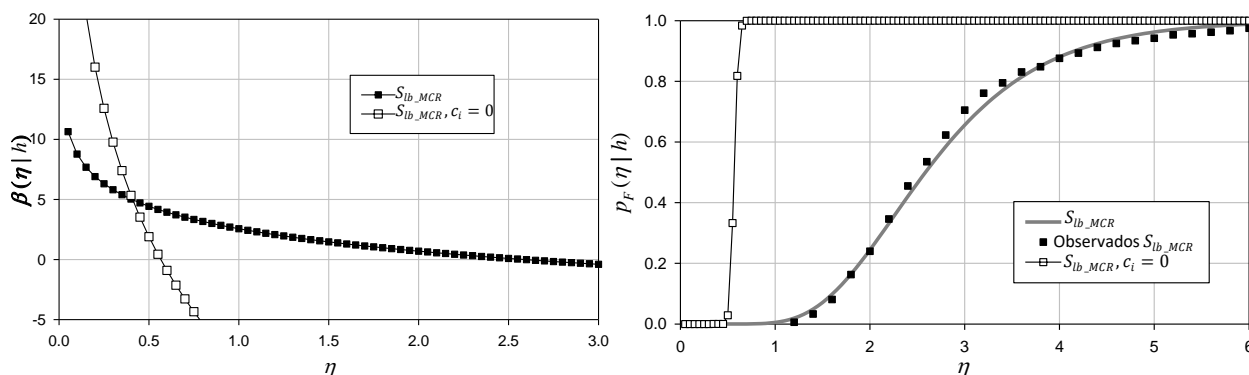 20
15
10
5
0
-5
0.0 0.5 1.0 1.5 2.0 2.5 3.0
β(η | h)
η
S_lb_MCR
S_lb_MCR, c_i = 0
1.0
0.8
0.6
0.4
0.2
0.0
0 1 2 3 4 5 6
p_F (η | h)
η
S_lb_MCR
Observados S_lb_MCR
S_lb_MCR, c_i = 0